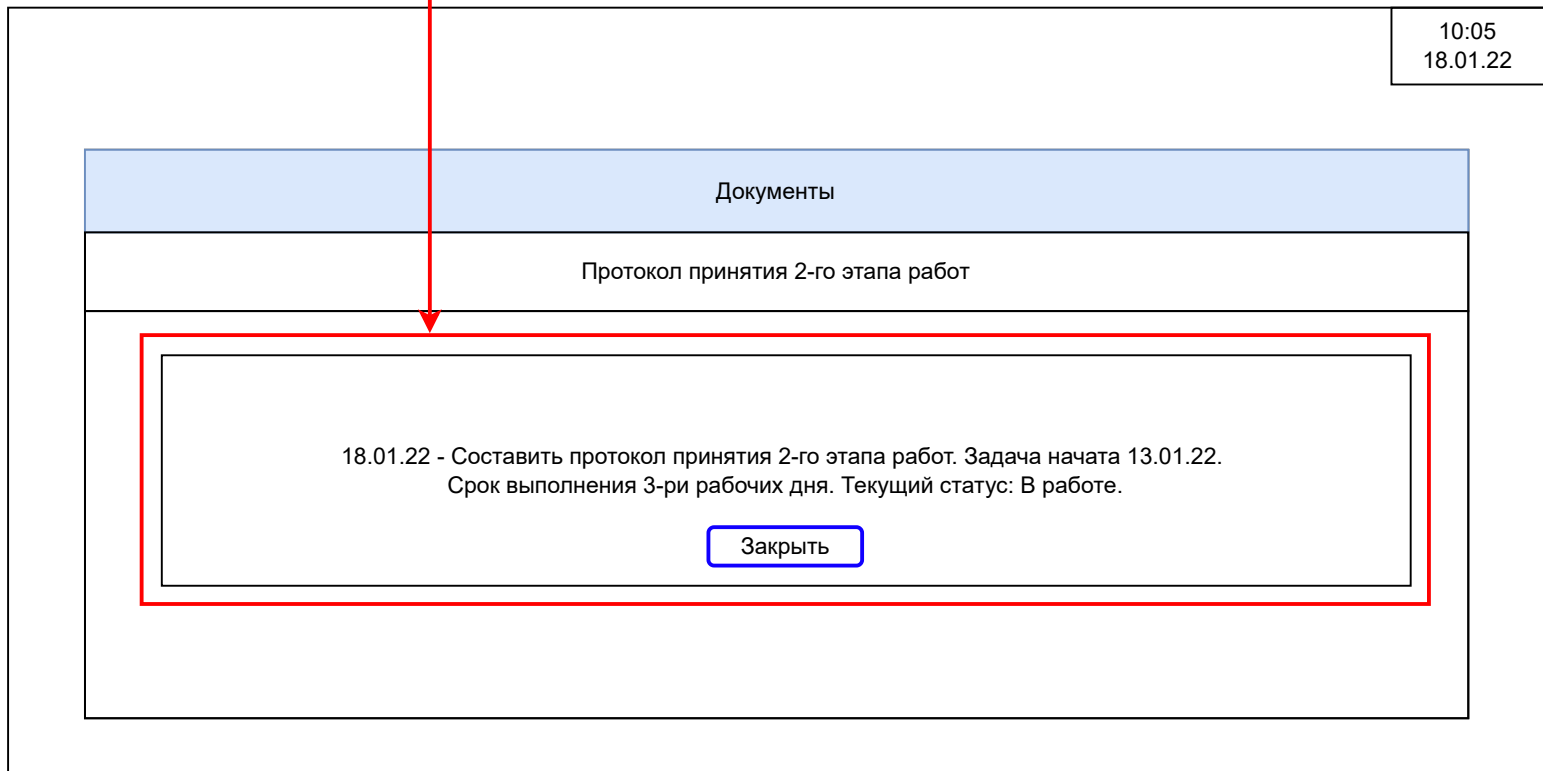 10:05
18.01.22
Документы
Протокол принятия 2-го этапа работ
18.01.22 - Составить протокол принятия 2-го этапа работ. Задача начата 13.01.22.
Срок выполнения 3-ри рабочих дня. Текущий статус: В работе.
Закрыть